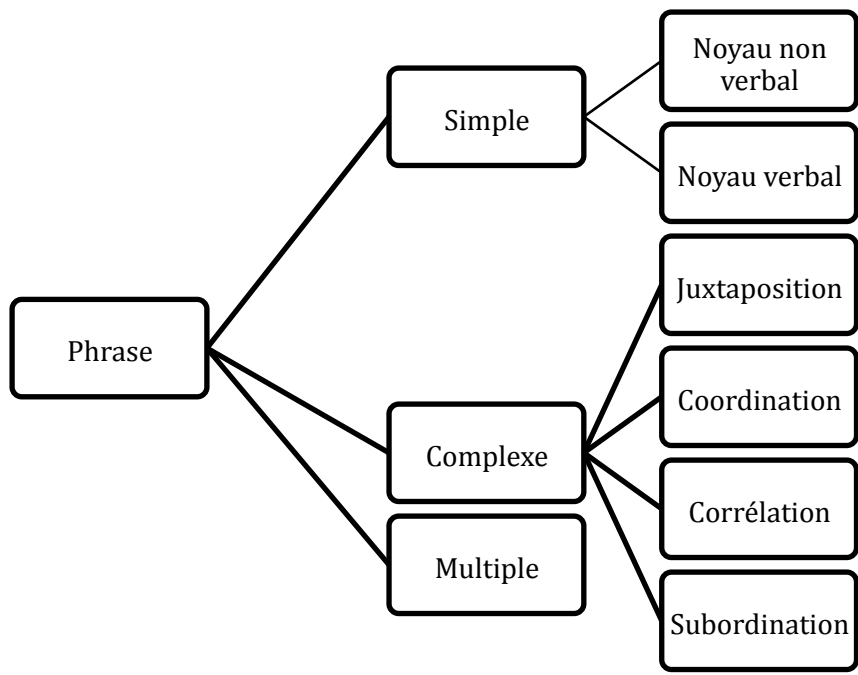 Phrase
Simple
Noyau non
verbal
Noyau verbal
Complexe
Juxtaposition
Coordination
Corrélation
Subordination
Multiple